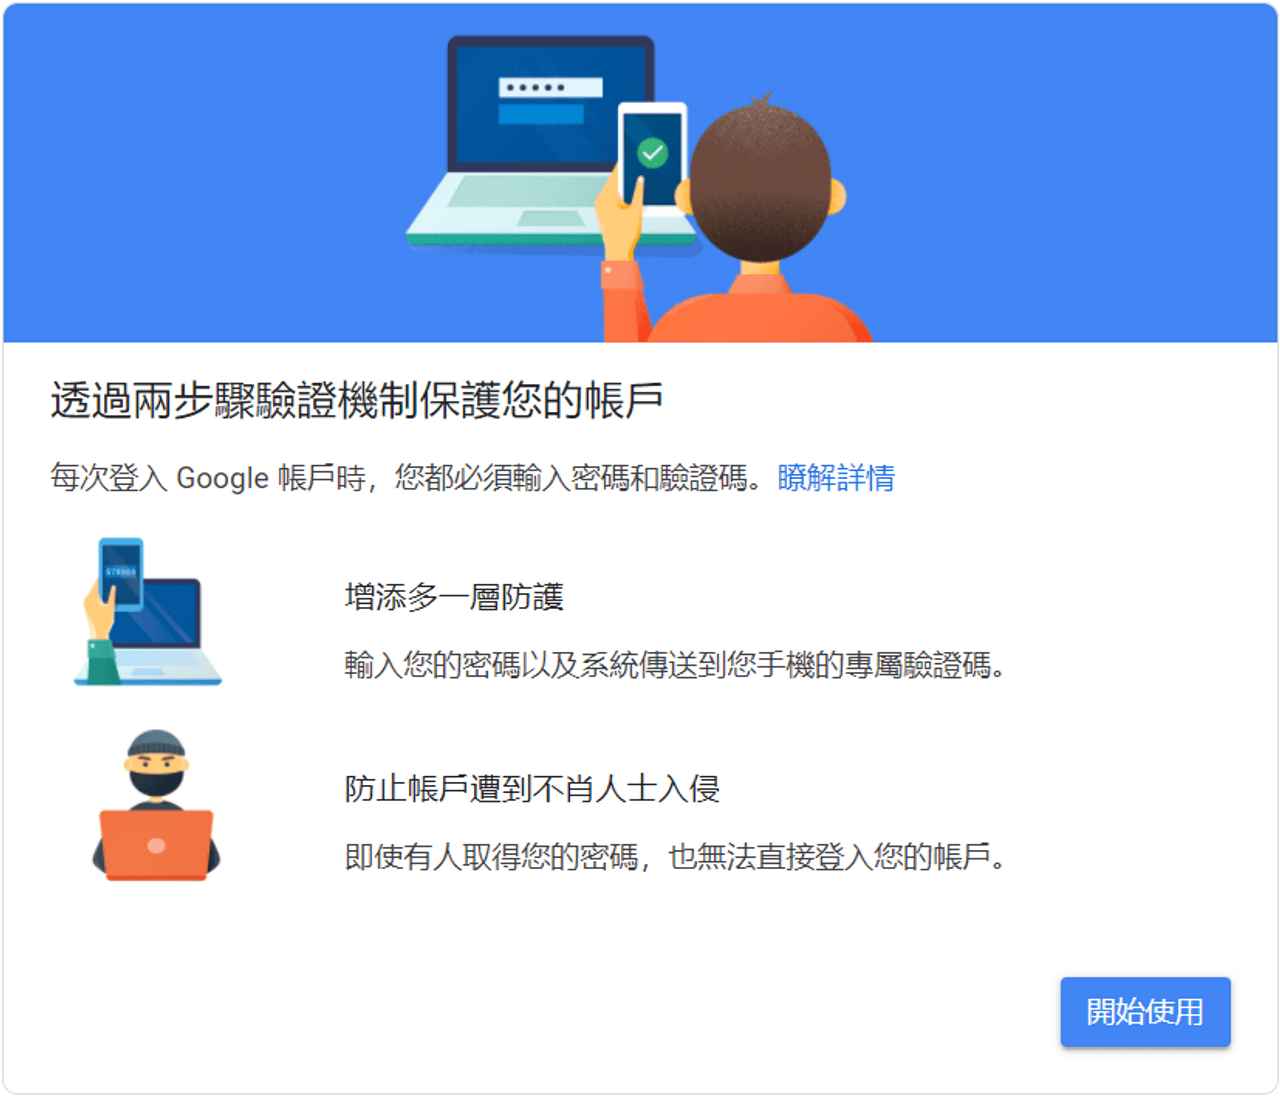 透過兩步驟驗證機制保護您的帳戶
每次登入 Google 帳戶時，您都必須輸入密碼和驗證碼。瞭解詳情
增添多一層防護
輸入您的密碼以及系統傳送到您手機的專屬驗證碼。
防止帳戶遭到不肖人士入侵
即使有人取得您的密碼，也無法直接登入您的帳戶。
開始使用